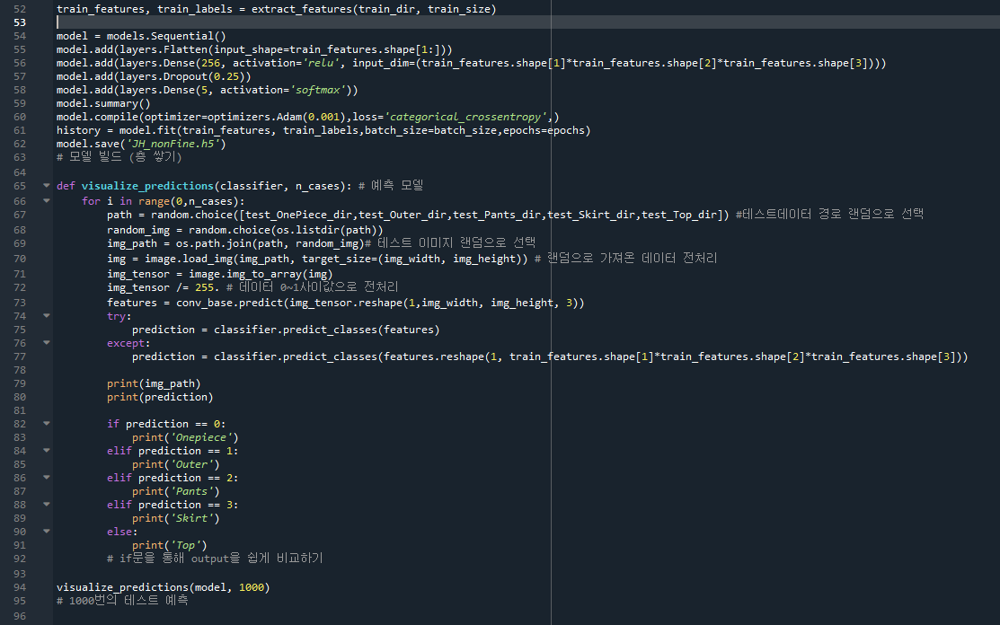 52 train_features, train_labels = extract_features(train_dir, train_size)
53
54 model = models.Sequential()
55 model.add(layers.Flatten(input_shape=train_features.shape[1:]))
56 model.add(layers.Dense(256, activation='relu', input_dim=(train_features.shape[1]*train_features.shape[2]*train_features.shape[3])))
57 model.add(layers.Dropout(0.25))
58 model.add(layers.Dense(5, activation='softmax'))
59 model.summary()
60 model.compile(optimizer=optimizers.Adam(0.001),loss='categorical_crossentropy',)
61 history = model.fit(train_features, train_labels,batch_size=batch_size,epochs=epochs)
62 model.save('JH_nonFine.h5')
63 # 모델 빌드 (층 쌓기)
64
65 def visualize_predictions(classifier, n_cases): # 예측 모델
66     for i in range(0,n_cases):
67         path = random.choice([test_OnePiece_dir,test_Outer_dir,test_Pants_dir,test_Skirt_dir,test_Top_dir]) #테스트데이터 경로 랜덤으로 선택
68         random_img = random.choice(os.listdir(path))
69         img_path = os.path.join(path, random_img)# 테스트 이미지 랜덤으로 선택
70         img = image.load_img(img_path, target_size=(img_width, img_height)) # 랜덤으로 가져온 데이터 전처리
71         img_tensor = image.img_to_array(img)
72         img_tensor /= 255. # 데이터 0~1사이값으로 전처리
73         features = conv_base.predict(img_tensor.reshape(1,img_width, img_height, 3))
74         try:
75             prediction = classifier.predict_classes(features)
76         except:
77             prediction = classifier.predict_classes(features.reshape(1, train_features.shape[1]*train_features.shape[2]*train_features.shape[3]))
78
79         print(img_path)
80         print(prediction)
81
82         if prediction == 0:
83             print('Onepiece')
84         elif prediction == 1:
85             print('Outer')
86         elif prediction == 2:
87             print('Pants')
88         elif prediction == 3:
89             print('Skirt')
90         else:
91             print('Top')
92         # if문을 통해 output을 쉽게 비교하기
93
94 visualize_predictions(model, 1000)
95 # 1000번의 테스트 예측
96